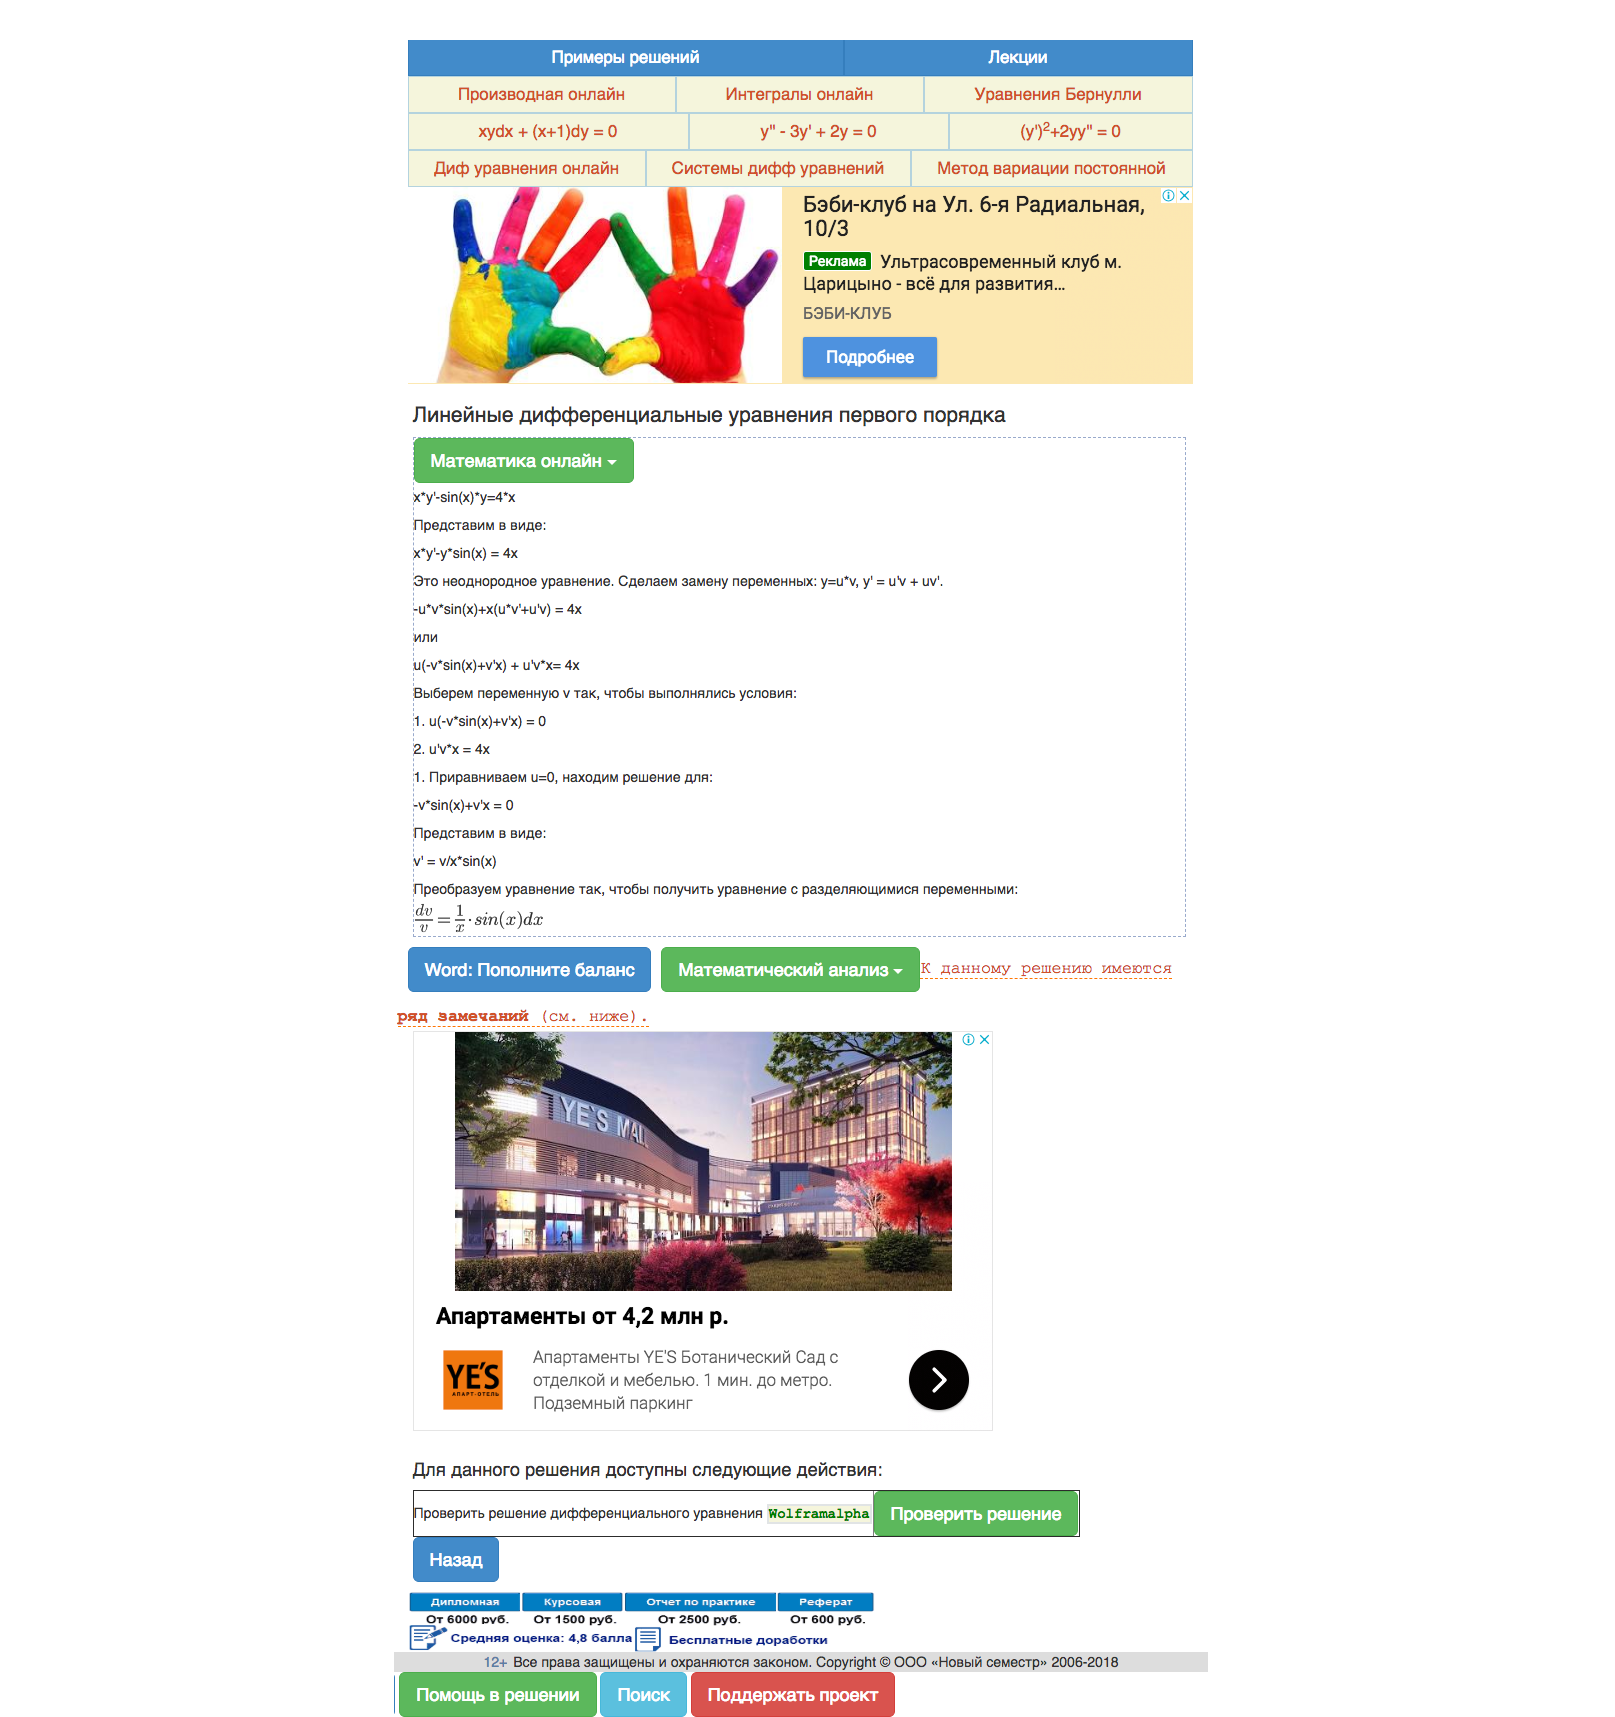 Примеры решений Лекции
Производная онлайн Интегралы онлайн Уравнения Бернулли
xydx + (x+1)dy = 0 y" - 3y' + 2y = 0 (y')²+2yy" = 0
Диф уравнения онлайн Системы дифф уравнений Метод вариации постоянной
Бэби-клуб на Ул. 6-я Радиальная,
10/3
Реклама Ультрасовременный клуб м.
Царицыно - всё для развития...
БЭБИ-КЛУБ
Подробнее
Линейные дифференциальные уравнения первого порядка
Математика онлайн
x*y'-sin(x)*y=4*x
Представим в виде:
x*y'-y*sin(x) = 4x
Это неоднородное уравнение. Сделаем замену переменных: y=u*v, y' = u'v + uv'.
-u*v*sin(x)+x(u*v'+u'v) = 4x
или
u(-v*sin(x)+v'x) + u'v*x= 4x
Выберем переменную v так, чтобы выполнялись условия:
1. u(-v*sin(x)+v'x) = 0
2. u'v*x = 4x
1. Приравниваем u=0, находим решение для:
-v*sin(x)+v'x = 0
Представим в виде:
v' = v/x*sin(x)
Преобразуем уравнение так, чтобы получить уравнение с разделяющимися переменными:
dv/v = 1/x · sin(x)dx
Word: Пополните баланс Математический анализ К данному решению имеются
ряд замечаний (см. ниже).
YE'S MALL
Апартаменты от 4,2 млн р.
YE'S
АПАРТ-ОТЕЛЬ
Апартаменты YE'S Ботанический Сад с
отделкой и мебелью. 1 мин. до метро.
Подземный паркинг
Для данного решения доступны следующие действия:
Проверить решение дифференциального уравнения Wolframalpha Проверить решение
Назад
Дипломная Курсовая Отчет по практике Реферат
От 6000 руб. От 1500 руб. От 2500 руб. От 600 руб.
Средняя оценка: 4,8 балла Бесплатные доработки
12+ Все права защищены и охраняются законом. Copyright © ООО «Новый семестр» 2006-2018
Помощь в решении Поиск Поддержать проект